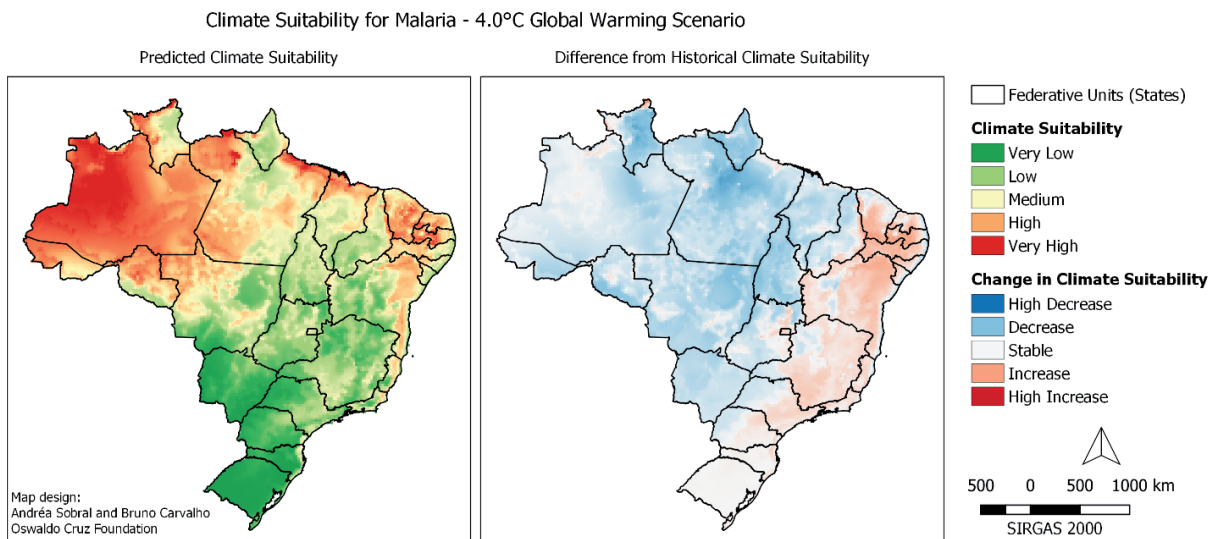 Climate Suitability for Malaria - 4.0°C Global Warming Scenario
Predicted Climate Suitability
Difference from Historical Climate Suitability
Map design:
Andréa Sobral and Bruno Carvalho
Oswaldo Cruz Foundation
Federative Units (States)
Climate Suitability
Very Low
Low
Medium
High
Very High
Change in Climate Suitability
High Decrease
Decrease
Stable
Increase
High Increase
500 0 500 1000 km
SIRGAS 2000